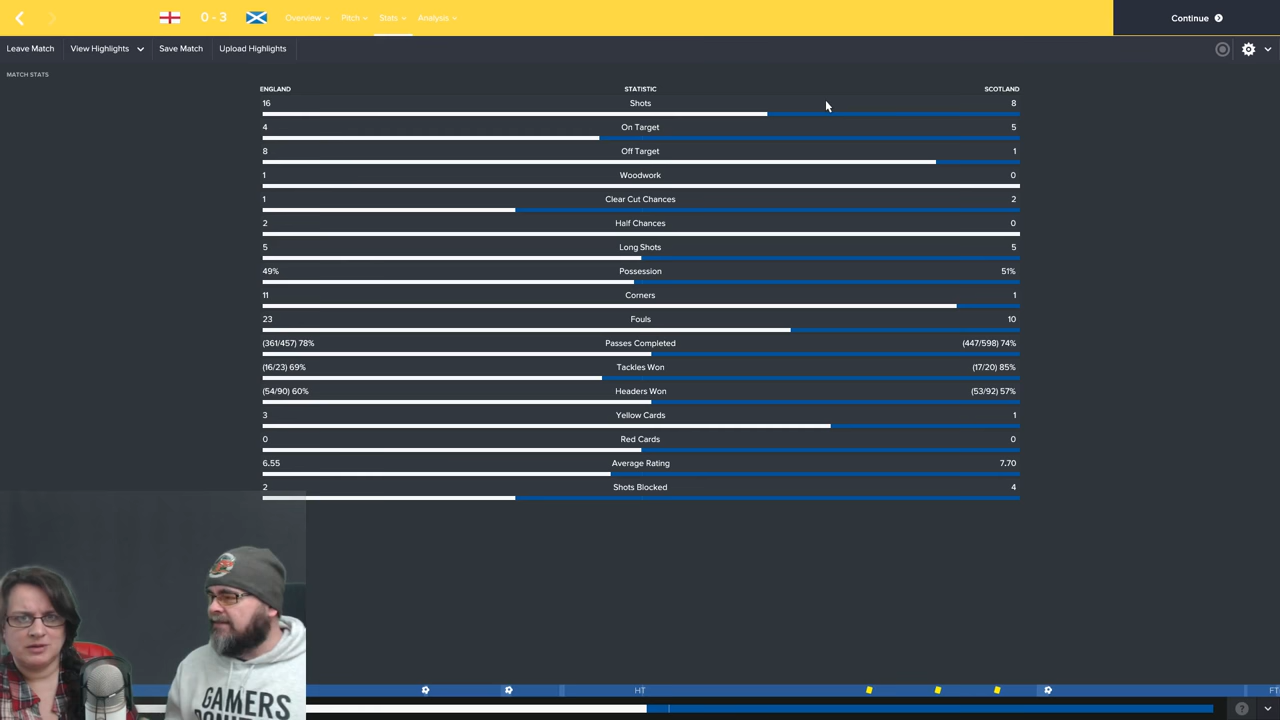 0 - 3 Overview Pitch Stats Analysis Continue
Leave Match View Highlights Save Match Upload Highlights
MATCH STATS
ENGLAND STATISTIC SCOTLAND
16 Shots 8
4 On Target 5
8 Off Target 1
1 Woodwork 0
1 Clear Cut Chances 2
2 Half Chances 0
5 Long Shots 5
49% Possession 51%
11 Corners 1
23 Fouls 10
(361/457) 78% Passes Completed (447/598) 74%
(16/23) 69% Tackles Won (17/20) 85%
(54/90) 60% Headers Won (53/92) 57%
3 Yellow Cards 1
0 Red Cards 0
6.55 Average Rating 7.70
2 Shots Blocked 4
GAMERS
HT FT
?